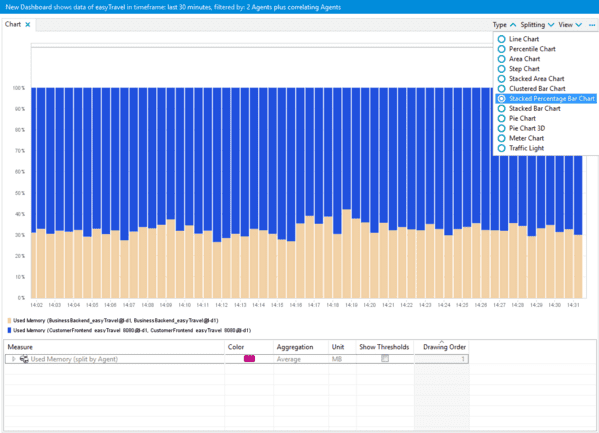 New Dashboard shows data of easyTravel in timeframe: last 30 minutes, filtered by: 2 Agents plus correlating Agents
Chart
Type Splitting View
Line Chart
Percentile Chart
Area Chart
Step Chart
Stacked Area Chart
Clustered Bar Chart
Stacked Percentage Bar Chart
Stacked Bar Chart
Pie Chart
Pie Chart 3D
Meter Chart
Traffic Light
100%
90%
80%
70%
60%
50%
40%
30%
20%
10%
0%
14:02 14:03 14:04 14:05 14:06 14:07 14:08 14:09 14:10 14:11 14:12 14:13 14:14 14:15 14:16 14:17 14:18 14:19 14:20 14:21 14:22 14:23 14:24 14:25 14:26 14:27 14:28 14:29 14:30 14:31
Used Memory (BusinessBackend_easyTravel@d1, BusinessBackend_easyTravel@d1)
Used Memory (CustomerFrontend_easyTravel_8080@d1, CustomerFrontend_easyTravel_8080@d1)
Measure Color Aggregation Unit Show Thresholds Drawing Order
Used Memory (split by Agent) Average MB 1